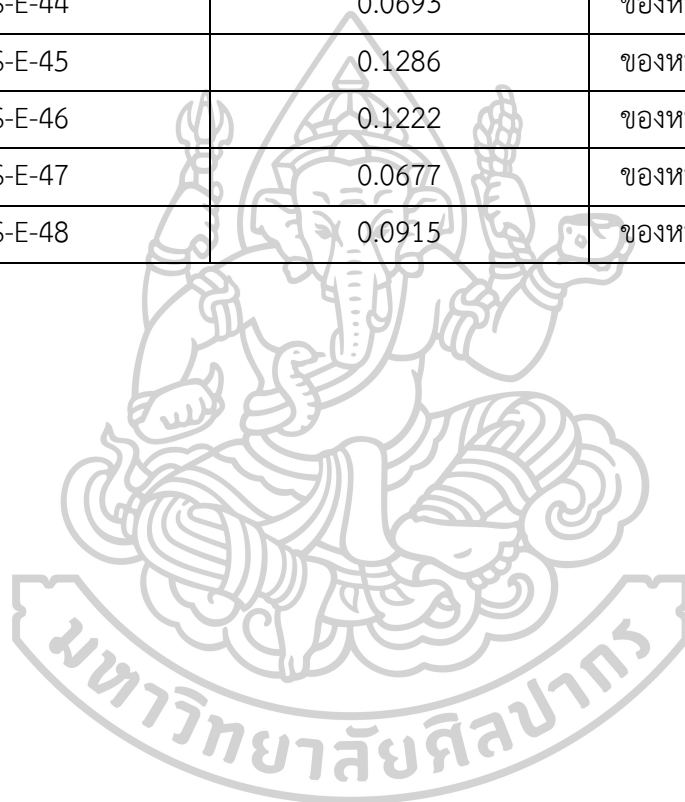 S-E-44 0.0693 ของห
S-E-45 0.1286 ของห
S-E-46 0.1222 ของห
S-E-47 0.0677 ของห
S-E-48 0.0915 ของห
มหาวิทยาลัยศิลปากร